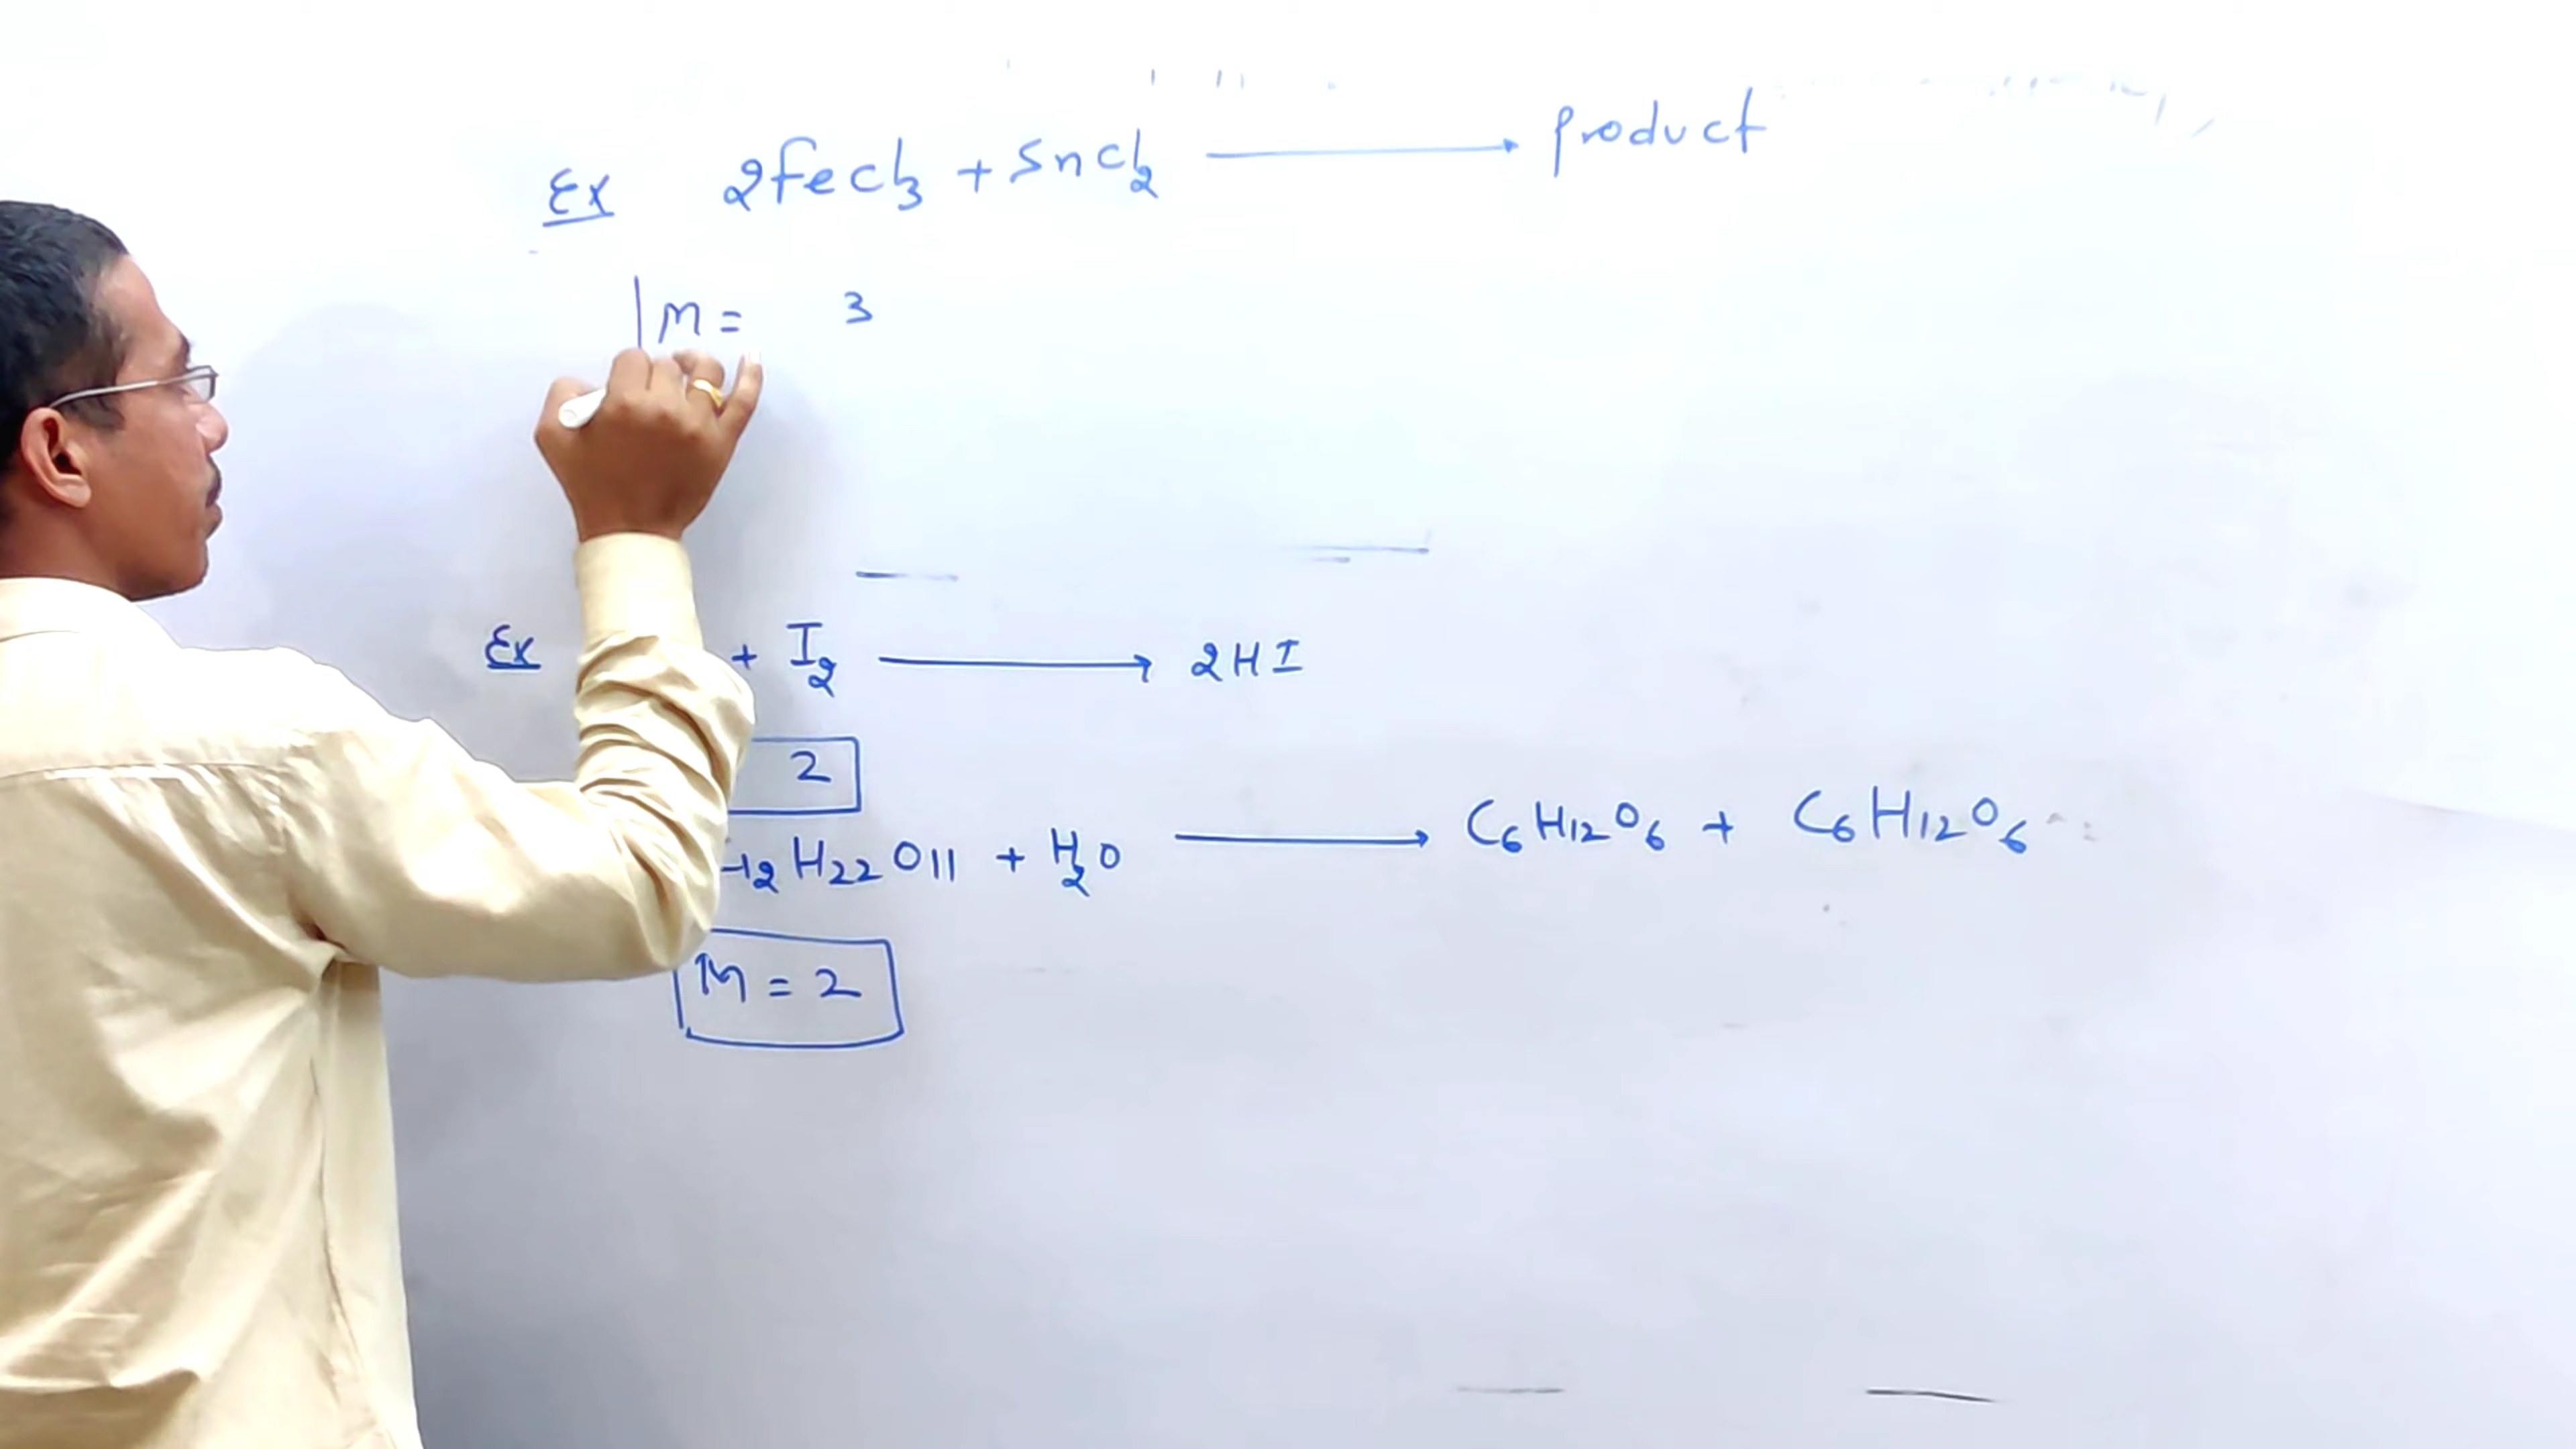 Ex 2FeCl3 + SnCl2 ⟶ product
M = 3
Ex + I2 ⟶ 2HI
2
12H22O11 + H2O ⟶ C6H12O6 + C6H12O6
M = 2